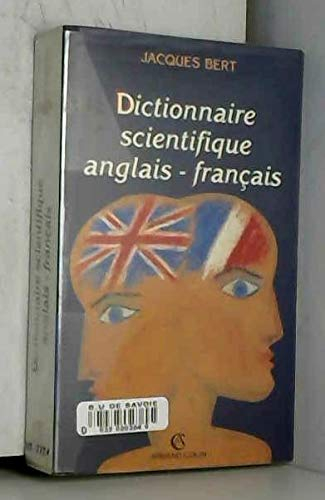 JACQUES BERT
Dictionnaire
scientifique
anglais - français
B.U DE SAVOIE
ARMAND COLIN
Dictionnaire scientifique
anglais - français